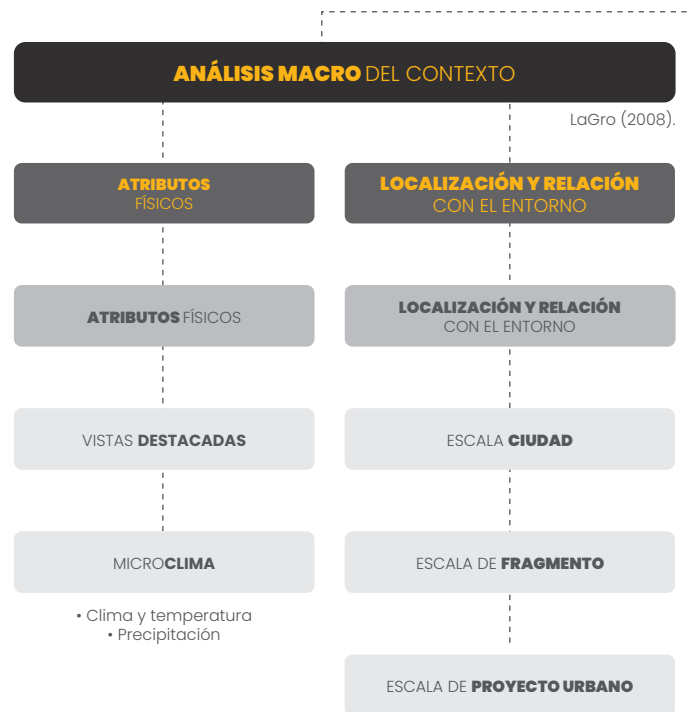 ANÁLISIS MACRO DEL CONTEXTO
LaGro (2008).
ATRIBUTOS
FÍSICOS
LOCALIZACIÓN Y RELACIÓN
CON EL ENTORNO
ATRIBUTOS FÍSICOS
LOCALIZACIÓN Y RELACIÓN
CON EL ENTORNO
VISTAS DESTACADAS
ESCALA CIUDAD
MICROCLIMA
ESCALA DE FRAGMENTO
• Clima y temperatura
• Precipitación
ESCALA DE PROYECTO URBANO